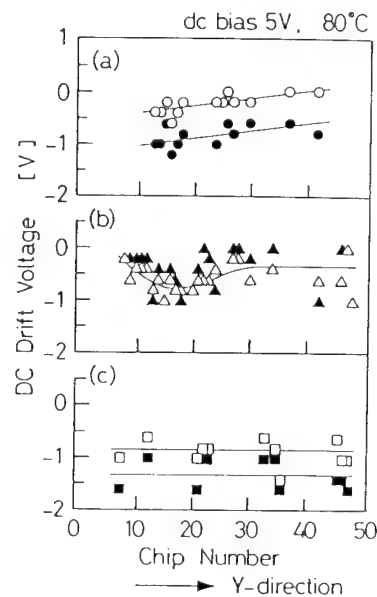 dc bias 5V, 80°C
DC Drift Voltage [V]
1
(a)
0
-1
-2
(b)
0
-1
-2
(c)
0
-1
-2
0 10 20 30 40 50
Chip Number
Y-direction